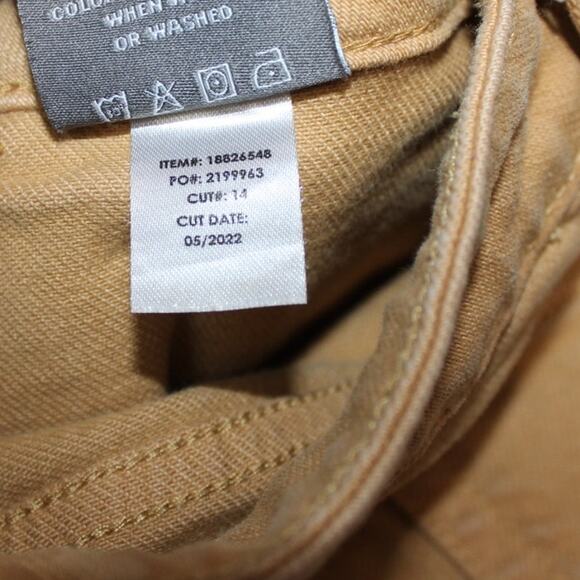 WHEN
OR WASHED
ITEM#: 18826548
PO#: 2199963
CUT#: 14
CUT DATE:
05/2022